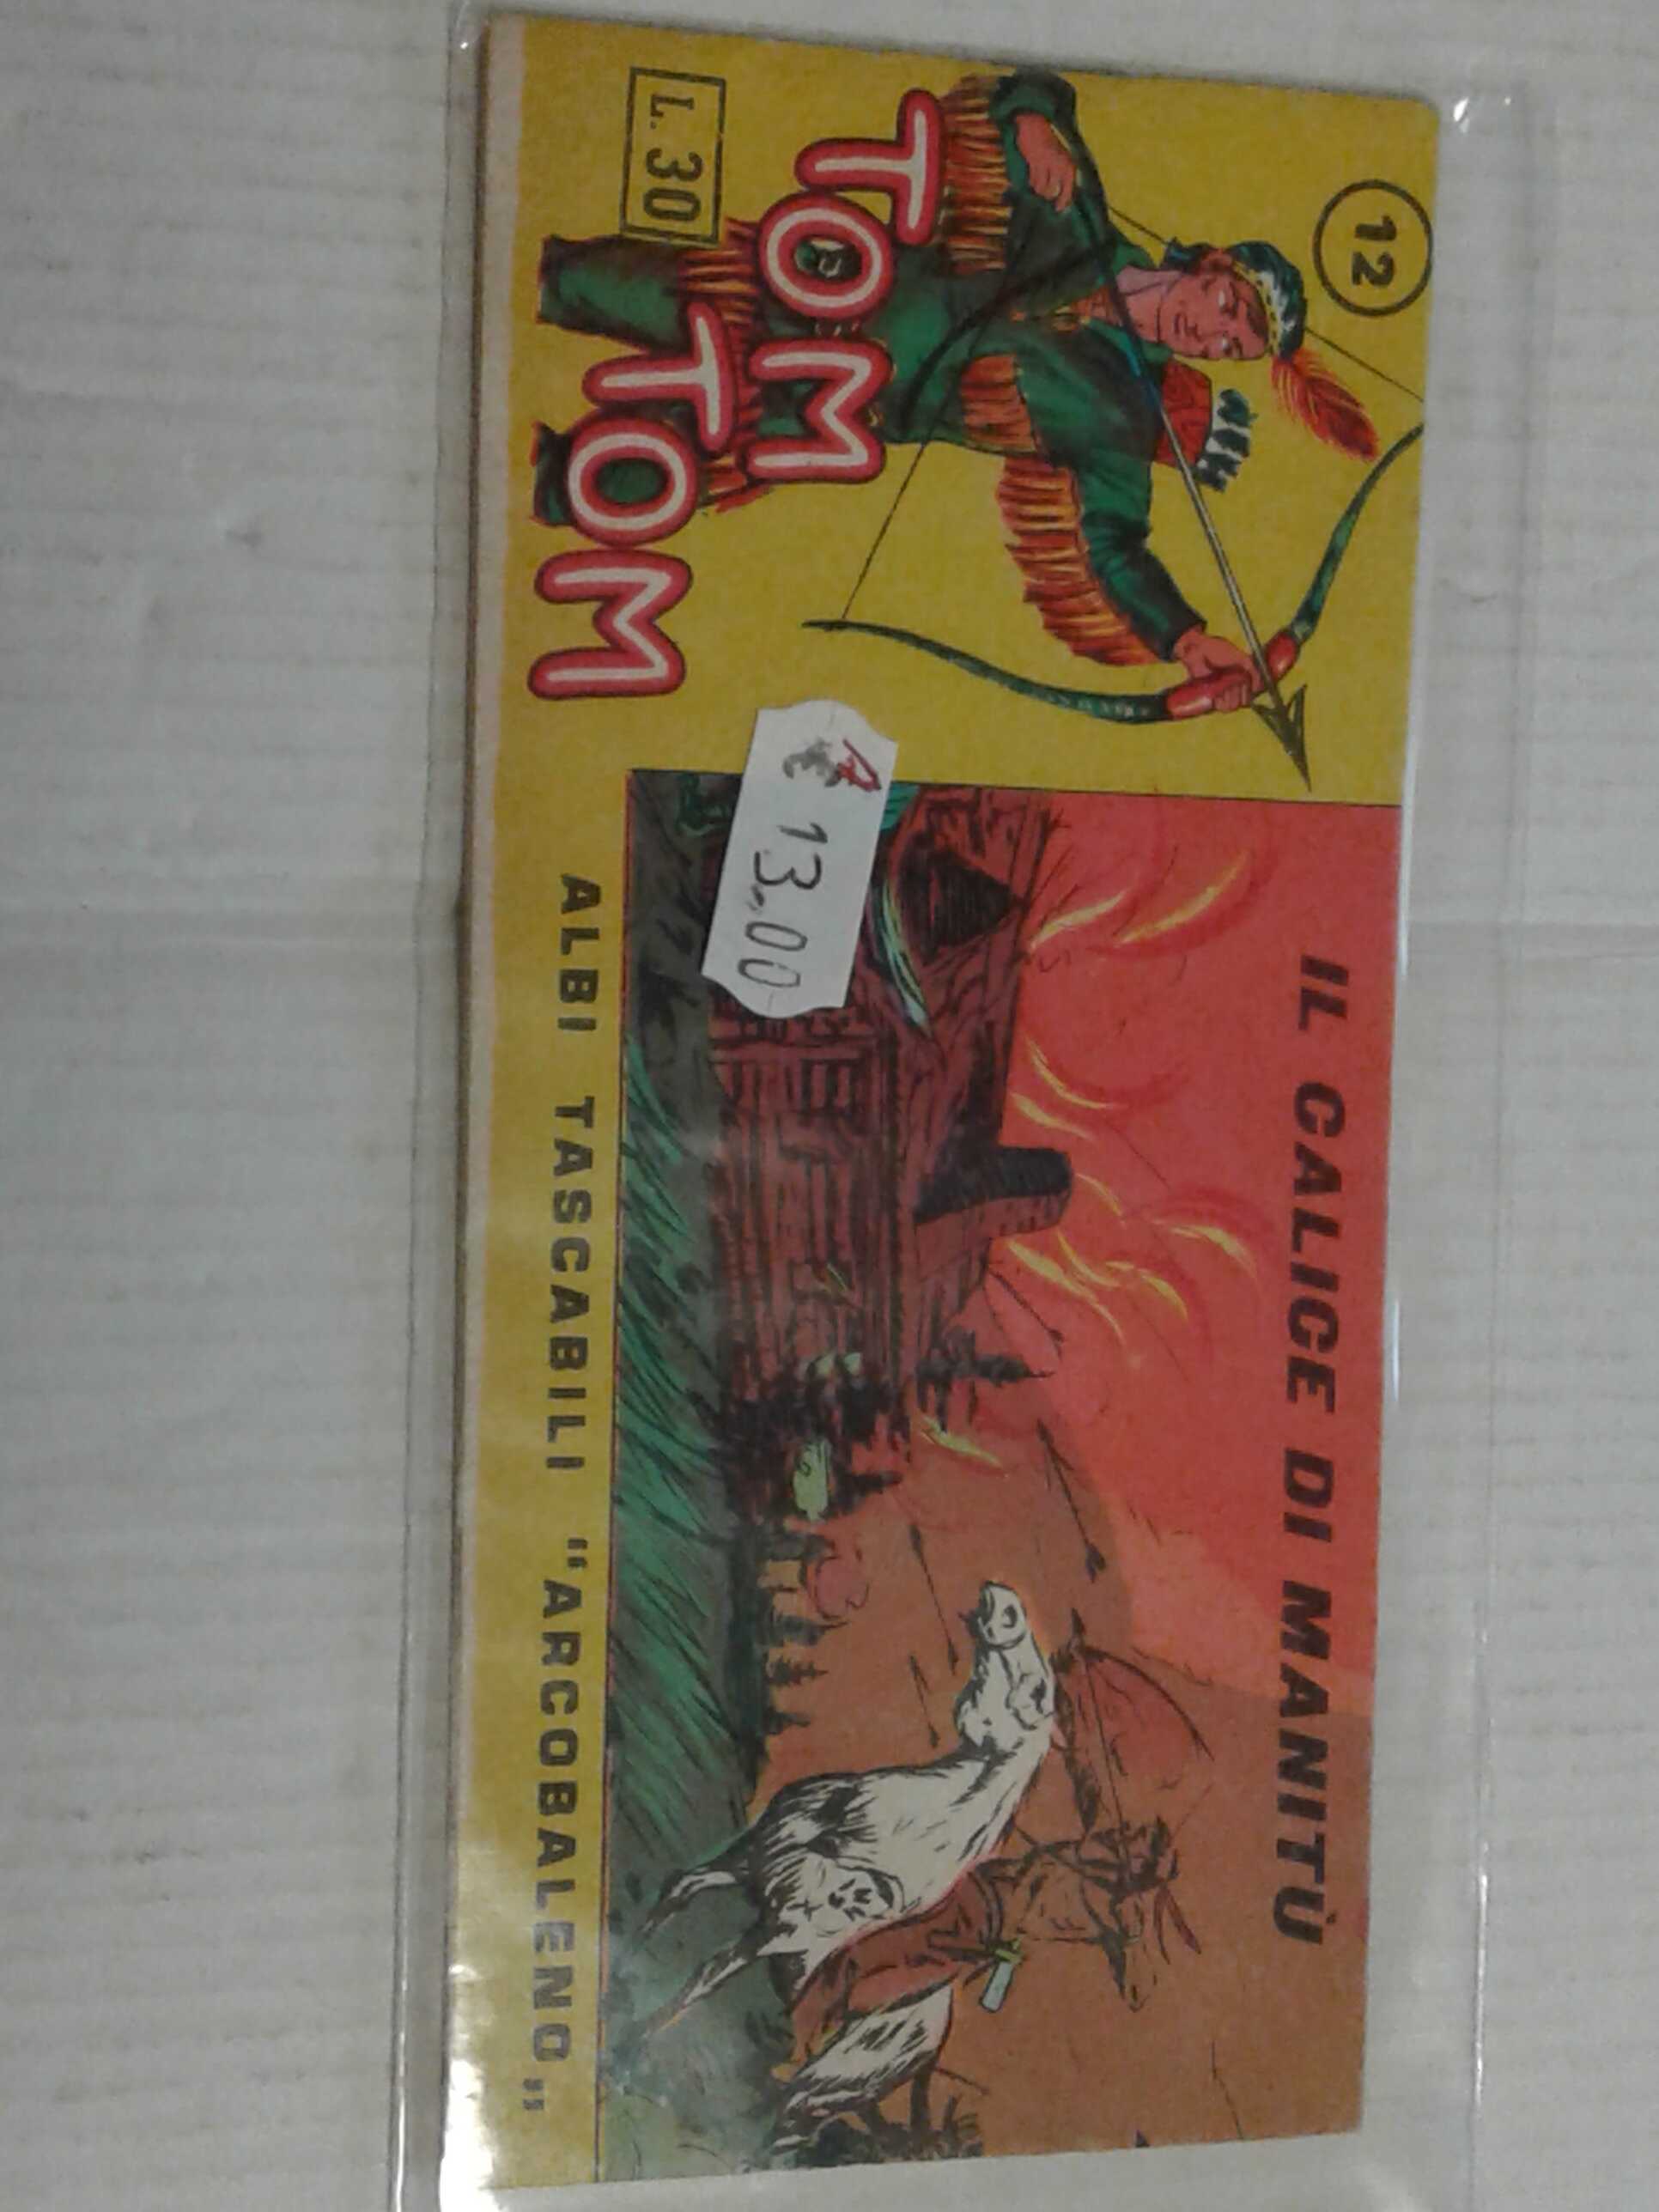 12
IL CALICE DI MANITÙ
TOM
TOM
L. 30
€ 13.00
ALBI TASCABILI "ARCOBALENO"